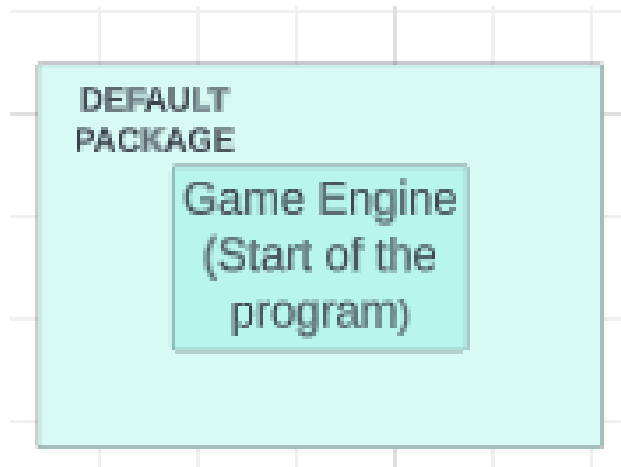 DEFAULT
PACKAGE
Game Engine
(Start of the
program)